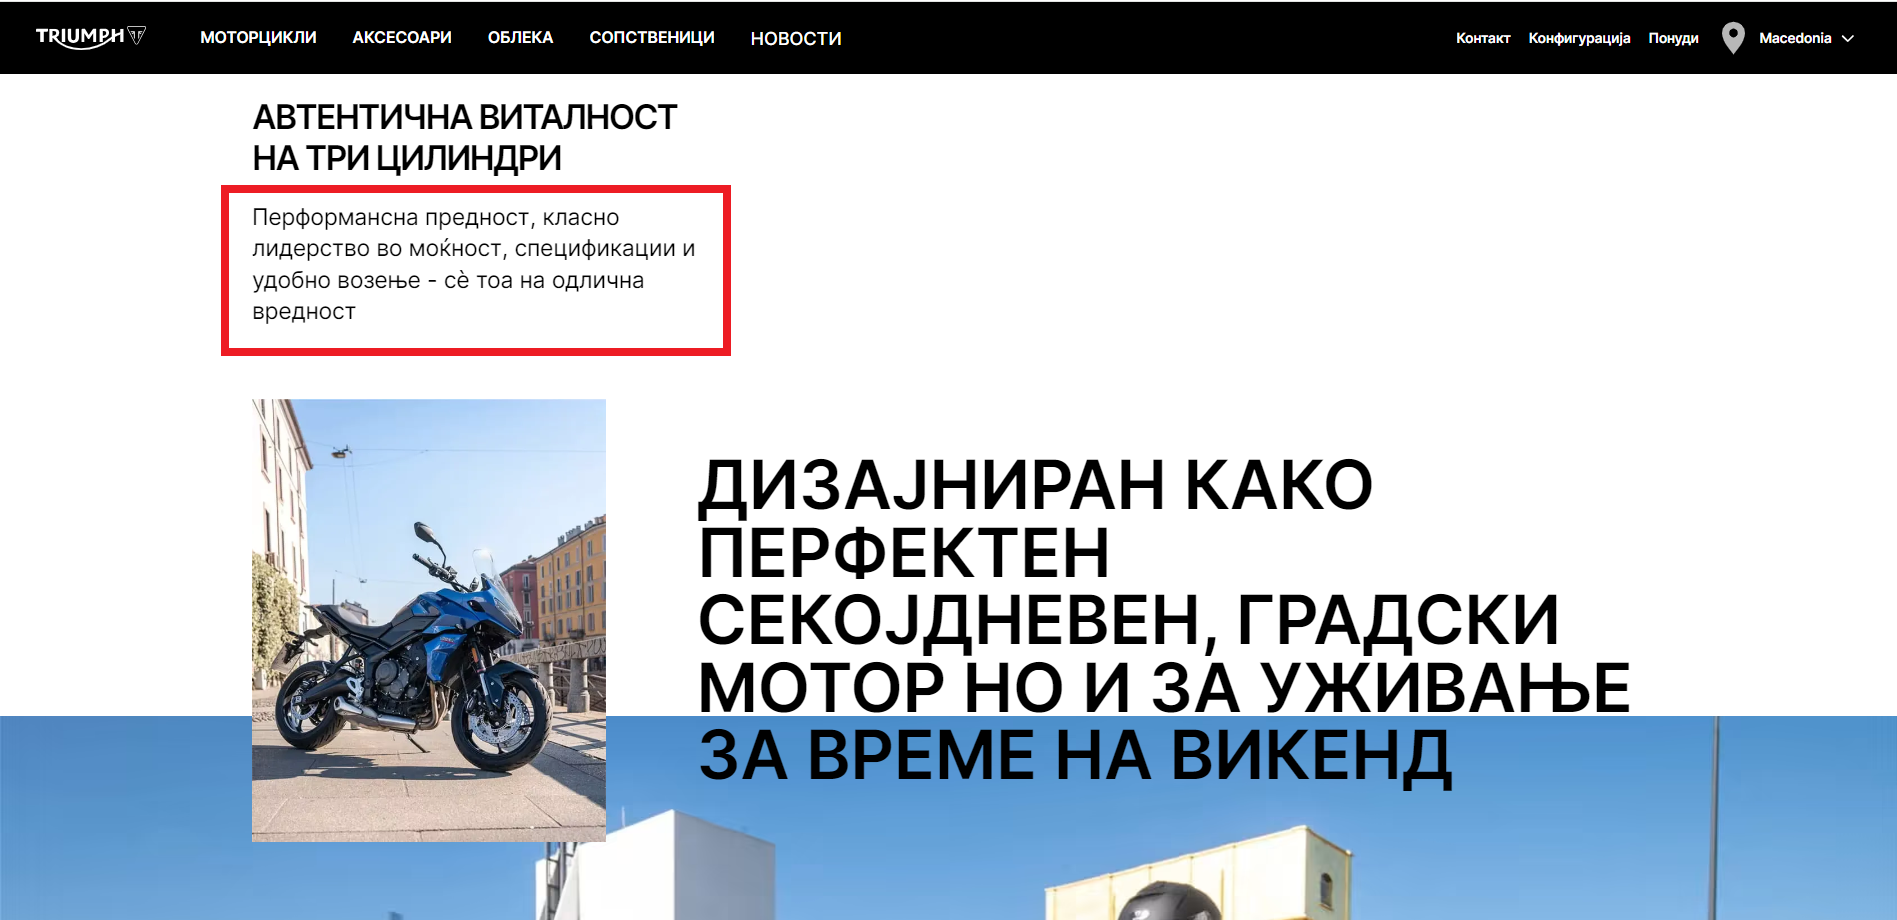 TRIUMPH
МОТОРЦИКЛИ АКСЕСОАРИ ОБЛЕКА СОПСТВЕНИЦИ НОВОСТИ Контакт Конфигурација Понуди Macedonia
АВТЕНТИЧНА ВИТАЛНОСТ
НА ТРИ ЦИЛИНДРИ
Перформансна предност, класно
лидерство во моќност, спецификации и
удобно возење - сè тоа на одлична
вредност
ДИЗАЈНИРАН КАКО
ПЕРФЕКТЕН
СЕКОЈДНЕВЕН, ГРАДСКИ
МОТОР НО И ЗА УЖИВАЊЕ
ЗА ВРЕМЕ НА ВИКЕНД